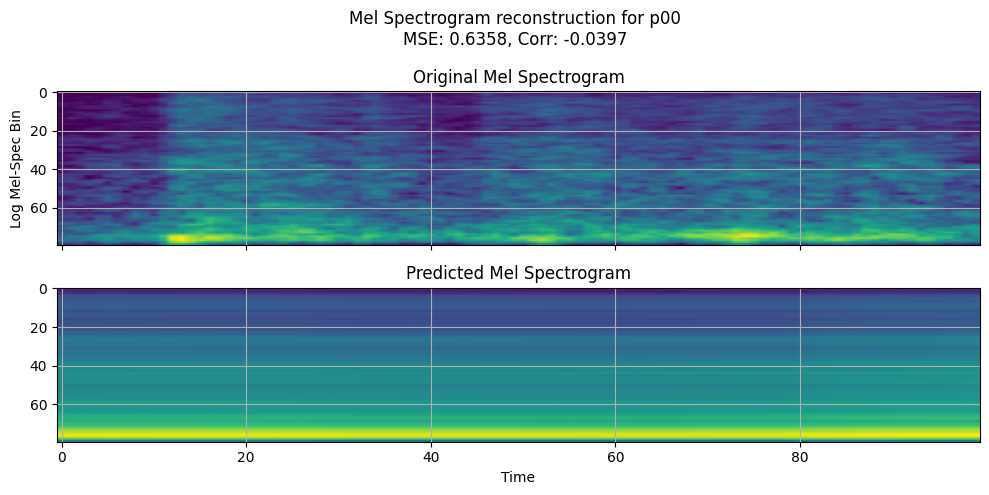 Mel Spectrogram reconstruction for p00
MSE: 0.6358, Corr: -0.0397
Original Mel Spectrogram
Log Mel-Spec Bin
0
20
40
60
Predicted Mel Spectrogram
0
20
40
60
0 20 40 60 80
Time